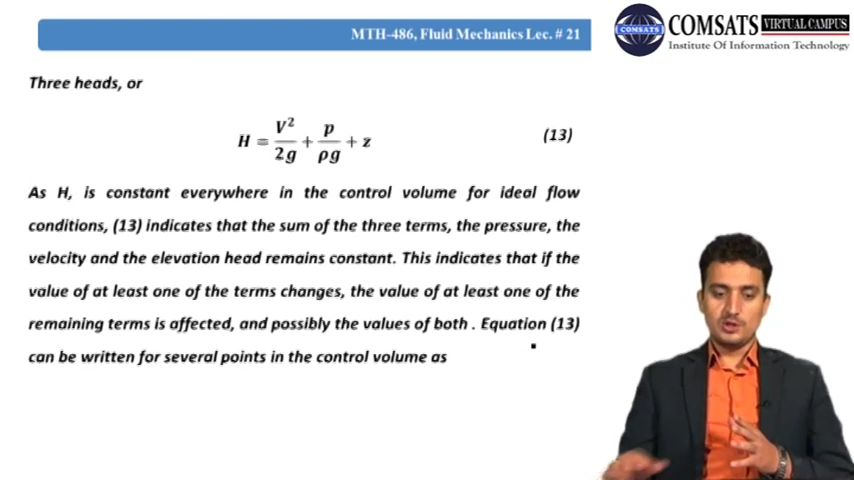 MTH-486, Fluid Mechanics Lec. # 21
COMSATS
COMSATS VIRTUAL CAMPUS
Institute Of Information Technology
Three heads, or
H = V²/2g + p/ρg + z (13)
As H, is constant everywhere in the control volume for ideal flow
conditions, (13) indicates that the sum of the three terms, the pressure, the
velocity and the elevation head remains constant. This indicates that if the
value of at least one of the terms changes, the value of at least one of the
remaining terms is affected, and possibly the values of both . Equation (13)
can be written for several points in the control volume as